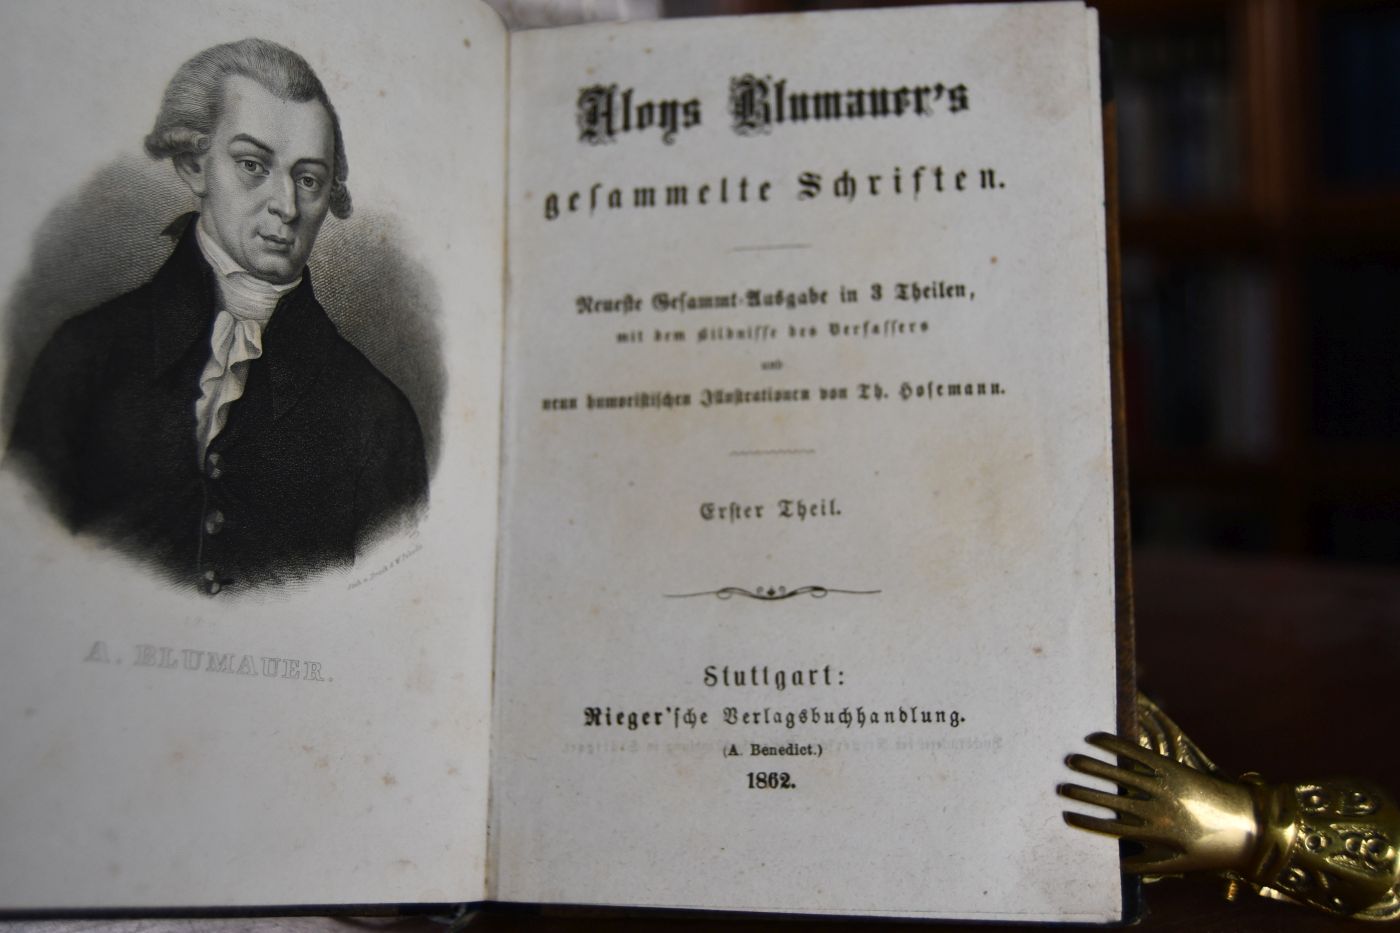 A. BLUMAUER.
Aloys Blumauer's
gesammelte Schriften.
Neueste Gesammt-Ausgabe in 3 Theilen,
mit dem Bildnisse des Verfassers
und
neun humoristischen Illustrationen von Th. Hosemann.
Erster Theil.
Stuttgart:
Rieger'sche Verlagsbuchhandlung.
(A. Benedict.)
1862.